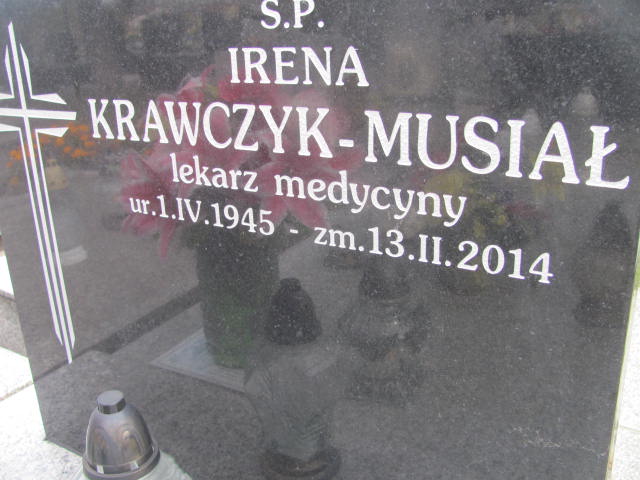 Ś.P.
IRENA
KRAWCZYK-MUSIAŁ
lekarz medycyny
ur.1.IV.1945 - zm.13.II.2014